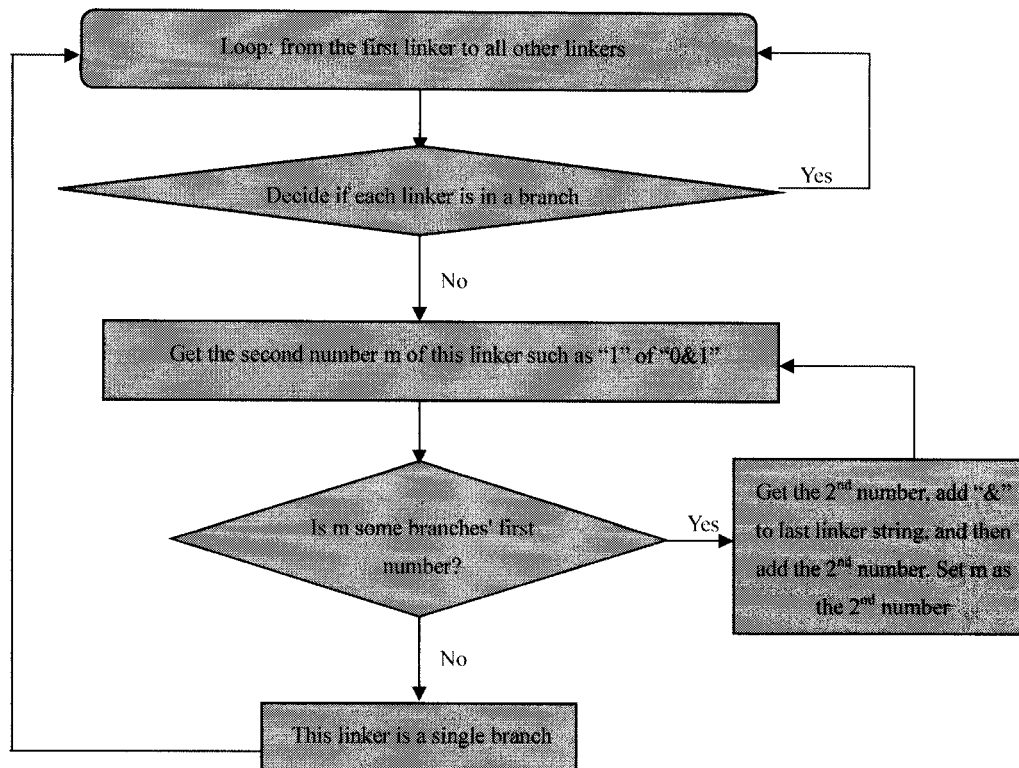 Loop: from the first linker to all other linkers
Yes
Decide if each linker is in a branch
No
Get the second number m of this linker such as “1” of “0&1”
Is m some branches' first
number?
Yes
Get the 2nd number, add “&”
to last linker string, and then
add the 2nd number. Set m as
the 2nd number
No
This linker is a single branch